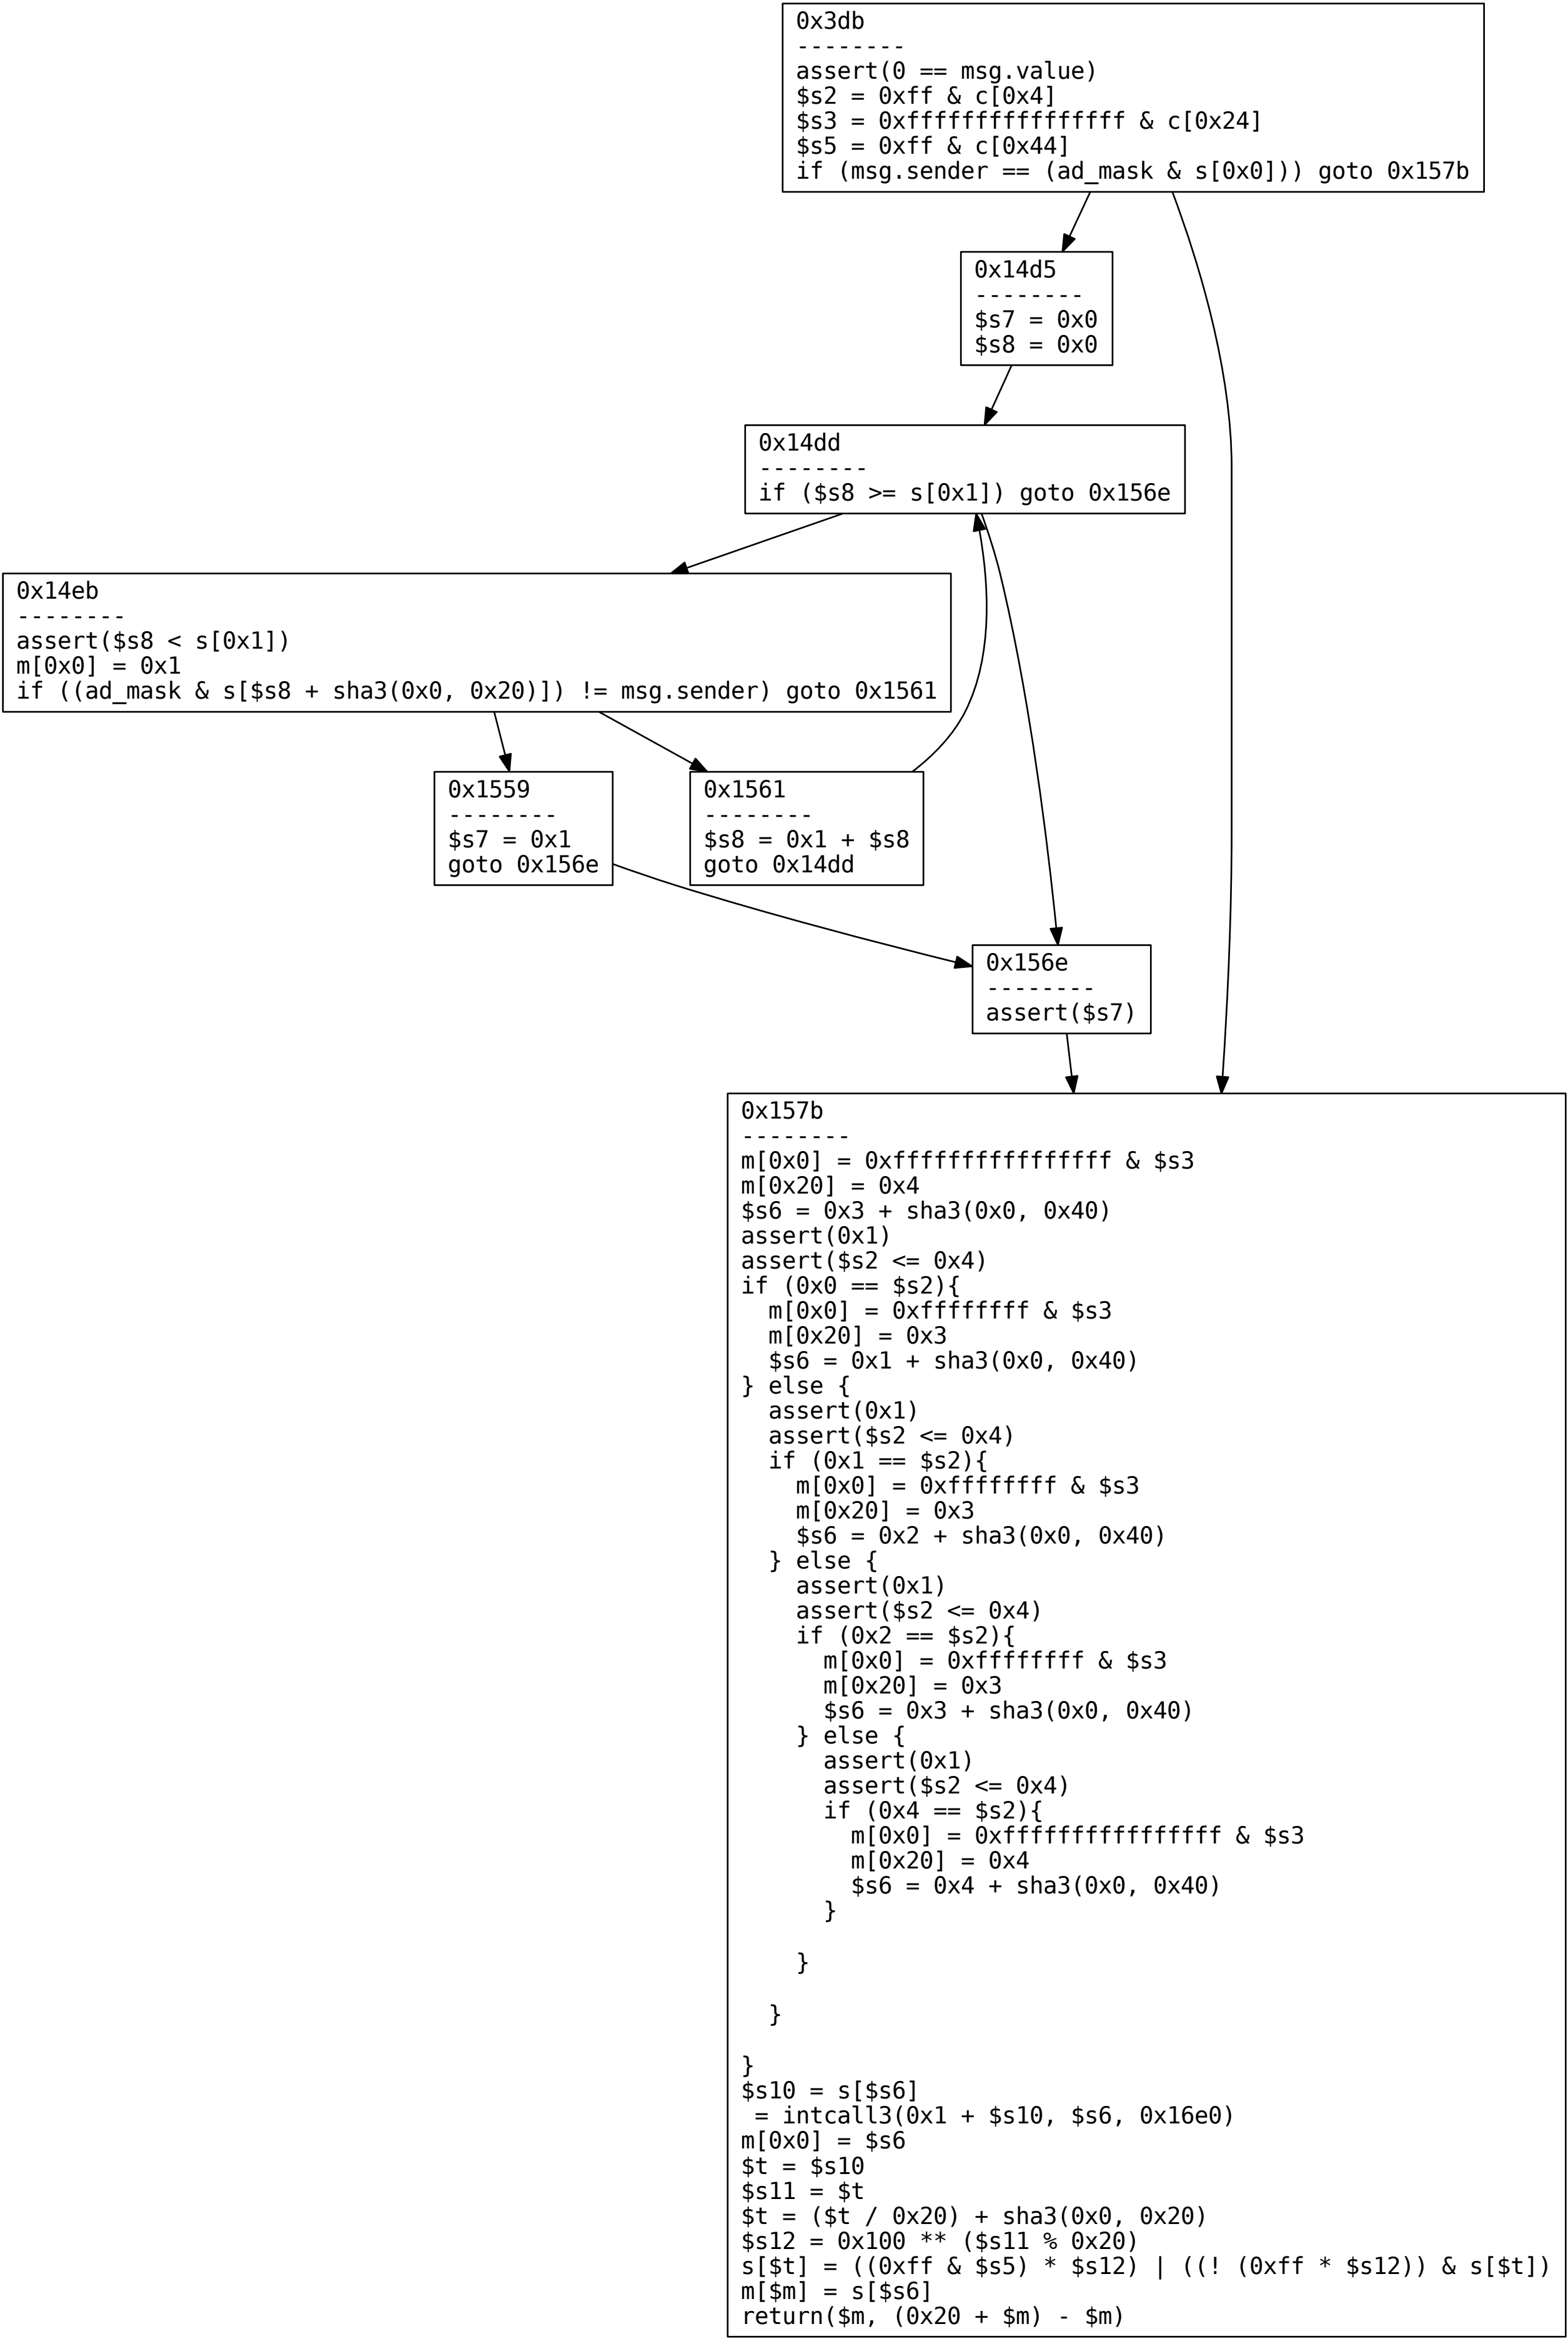 0x3db
--------
assert(0 == msg.value)
$s2 = 0xff & c[0x4]
$s3 = 0xffffffffffffffff & c[0x24]
$s5 = 0xff & c[0x44]
if (msg.sender == (ad_mask & s[0x0])) goto 0x157b
0x14d5
--------
$s7 = 0x0
$s8 = 0x0
0x14dd
--------
if ($s8 >= s[0x1]) goto 0x156e
0x14eb
--------
assert($s8 < s[0x1])
m[0x0] = 0x1
if ((ad_mask & s[$s8 + sha3(0x0, 0x20)]) != msg.sender) goto 0x1561
0x1559
--------
$s7 = 0x1
goto 0x156e
0x1561
--------
$s8 = 0x1 + $s8
goto 0x14dd
0x156e
--------
assert($s7)
0x157b
--------
m[0x0] = 0xffffffffffffffff & $s3
m[0x20] = 0x4
$s6 = 0x3 + sha3(0x0, 0x40)
assert(0x1)
assert($s2 <= 0x4)
if (0x0 == $s2){
  m[0x0] = 0xffffffff & $s3
  m[0x20] = 0x3
  $s6 = 0x1 + sha3(0x0, 0x40)
} else {
  assert(0x1)
  assert($s2 <= 0x4)
  if (0x1 == $s2){
    m[0x0] = 0xffffffff & $s3
    m[0x20] = 0x3
    $s6 = 0x2 + sha3(0x0, 0x40)
  } else {
    assert(0x1)
    assert($s2 <= 0x4)
    if (0x2 == $s2){
      m[0x0] = 0xffffffff & $s3
      m[0x20] = 0x3
      $s6 = 0x3 + sha3(0x0, 0x40)
    } else {
      assert(0x1)
      assert($s2 <= 0x4)
      if (0x4 == $s2){
        m[0x0] = 0xffffffffffffffff & $s3
        m[0x20] = 0x4
        $s6 = 0x4 + sha3(0x0, 0x40)
      }
    }
  }
}
$s10 = s[$s6]
 = intcall3(0x1 + $s10, $s6, 0x16e0)
m[0x0] = $s6
$t = $s10
$s11 = $t
$t = ($t / 0x20) + sha3(0x0, 0x20)
$s12 = 0x100 ** ($s11 % 0x20)
s[$t] = ((0xff & $s5) * $s12) | ((! (0xff * $s12)) & s[$t])
m[$m] = s[$s6]
return($m, (0x20 + $m) - $m)